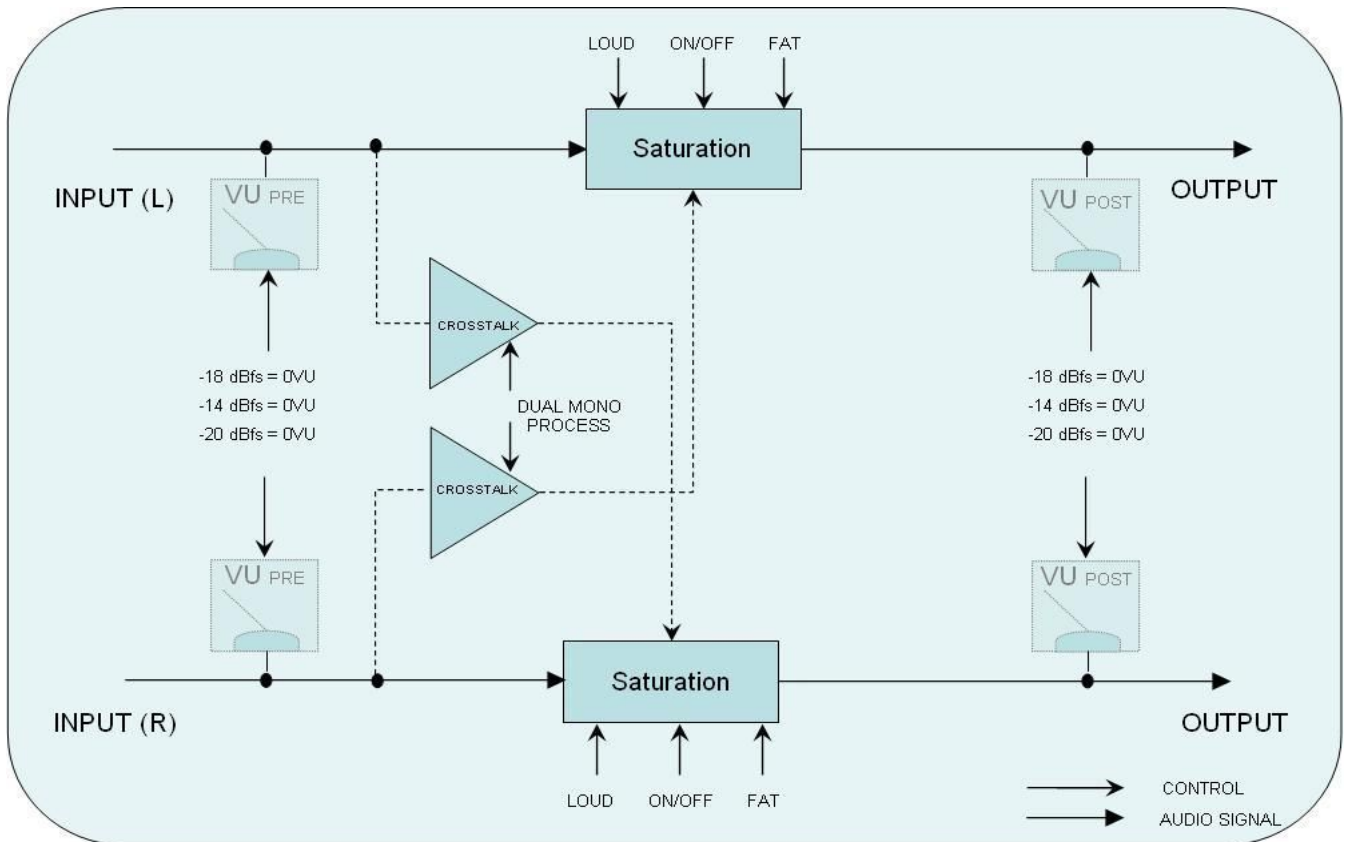 LOUD ON/OFF FAT
Saturation
INPUT (L)
VU PRE
VU POST
OUTPUT
CROSSTALK
-18 dBfs = 0VU
-14 dBfs = 0VU
-20 dBfs = 0VU
DUAL MONO
PROCESS
-18 dBfs = 0VU
-14 dBfs = 0VU
-20 dBfs = 0VU
CROSSTALK
VU PRE
VU POST
Saturation
INPUT (R)
OUTPUT
LOUD ON/OFF FAT
CONTROL
AUDIO SIGNAL